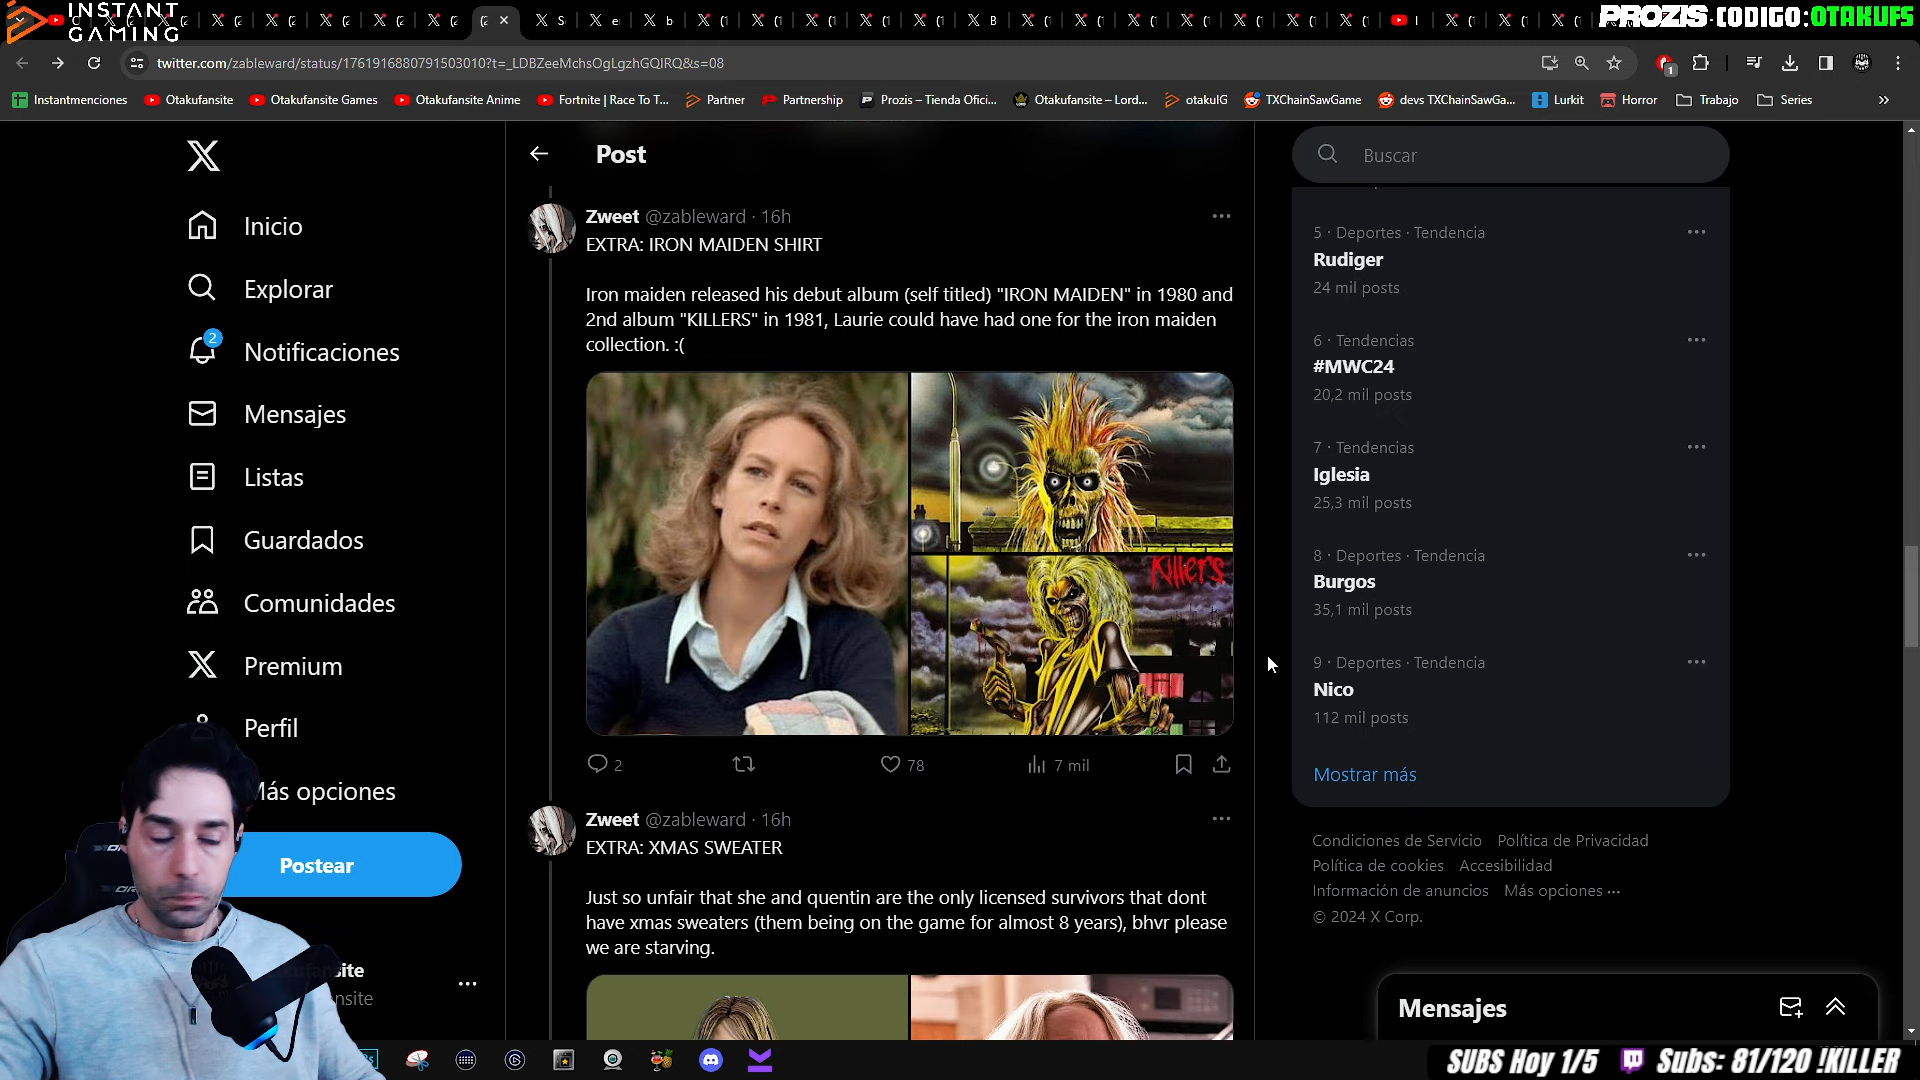 INSTANT
GAMING
PROZIS CODIGO:OTAKUFS
twitter.com/zableward/status/1761916880791503010?t=_LDBZeeMchsOgLgzhGQIRQ&s=08
Instantmenciones
Otakufansite
Otakufansite Games
Otakufansite Anime
Fortnite | Race To T...
Partner
Partnership
Prozis – Tienda Ofici...
Otakufansite – Lord...
otakuIG
TXChainSawGame
devs TXChainSawGa...
Lurkit
Horror
Trabajo
Series
Inicio
Explorar
2
Notificaciones
Mensajes
Listas
Guardados
Comunidades
Premium
Perfil
Más opciones
Postear
Post
Zweet @zableward · 16h
EXTRA: IRON MAIDEN SHIRT
Iron maiden released his debut album (self titled) "IRON MAIDEN" in 1980 and
2nd album "KILLERS" in 1981, Laurie could have had one for the iron maiden
collection. :(
Killers
2
78
7 mil
Zweet @zableward · 16h
EXTRA: XMAS SWEATER
Just so unfair that she and quentin are the only licensed survivors that dont
have xmas sweaters (them being on the game for almost 8 years), bhvr please
we are starving.
Buscar
5 · Deportes · Tendencia
Rudiger
24 mil posts
6 · Tendencias
#MWC24
20,2 mil posts
7 · Tendencias
Iglesia
25,3 mil posts
8 · Deportes · Tendencia
Burgos
35,1 mil posts
9 · Deportes · Tendencia
Nico
112 mil posts
Mostrar más
Condiciones de Servicio Política de Privacidad
Política de cookies Accesibilidad
Información de anuncios Más opciones ···
© 2024 X Corp.
Mensajes
SUBS Hoy 1/5 Subs: 81/120 !KILLER